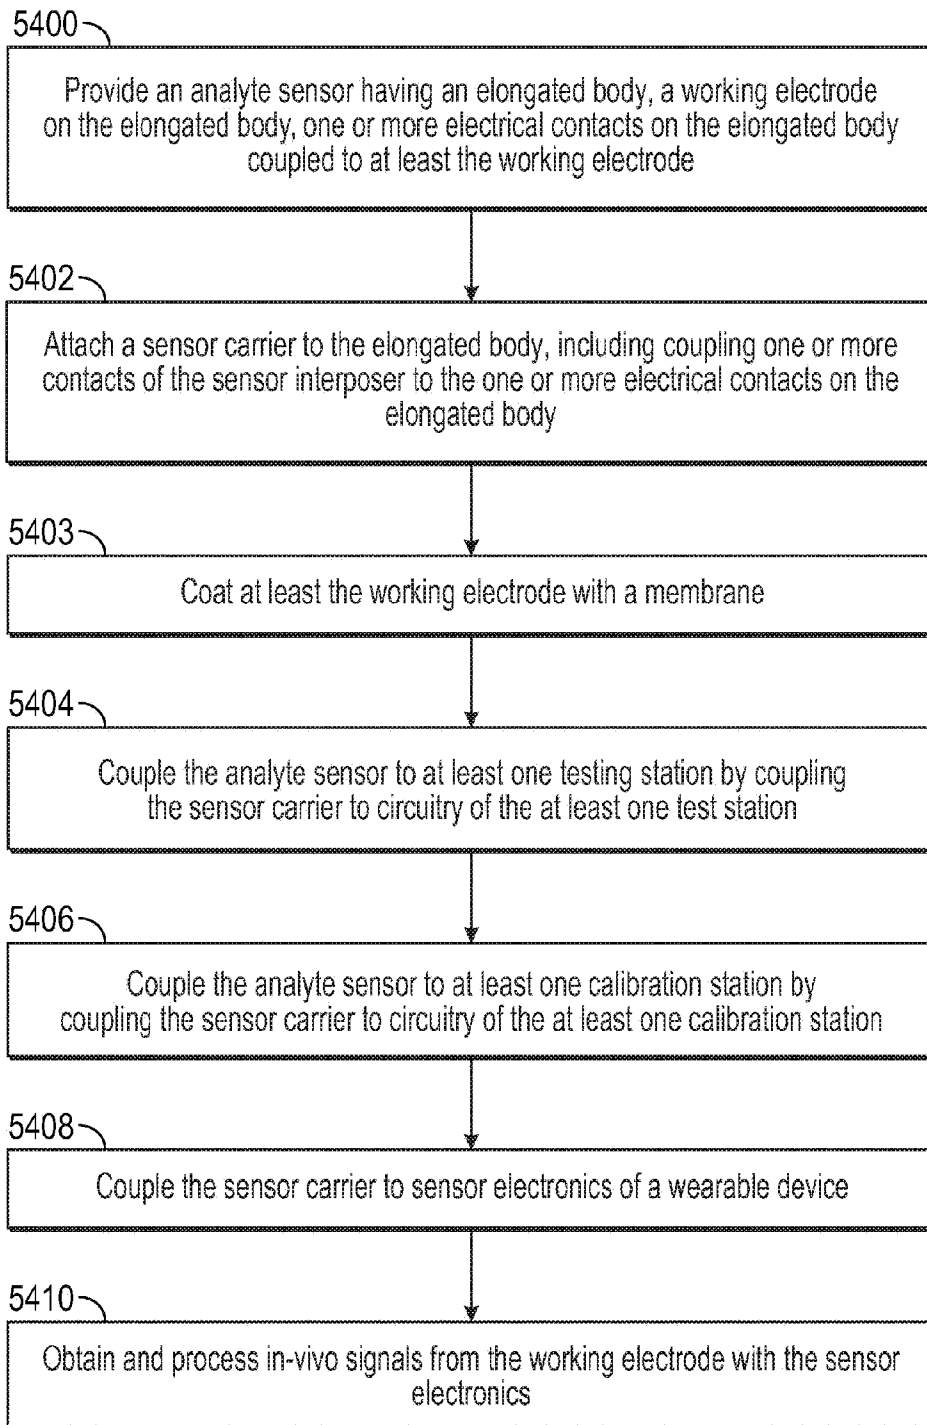 5400
Provide an analyte sensor having an elongated body, a working electrode
on the elongated body, one or more electrical contacts on the elongated body
coupled to at least the working electrode
5402
Attach a sensor carrier to the elongated body, including coupling one or more
contacts of the sensor interposer to the one or more electrical contacts on the
elongated body
5403
Coat at least the working electrode with a membrane
5404
Couple the analyte sensor to at least one testing station by coupling
the sensor carrier to circuitry of the at least one test station
5406
Couple the analyte sensor to at least one calibration station by
coupling the sensor carrier to circuitry of the at least one calibration station
5408
Couple the sensor carrier to sensor electronics of a wearable device
5410
Obtain and process in-vivo signals from the working electrode with the sensor
electronics